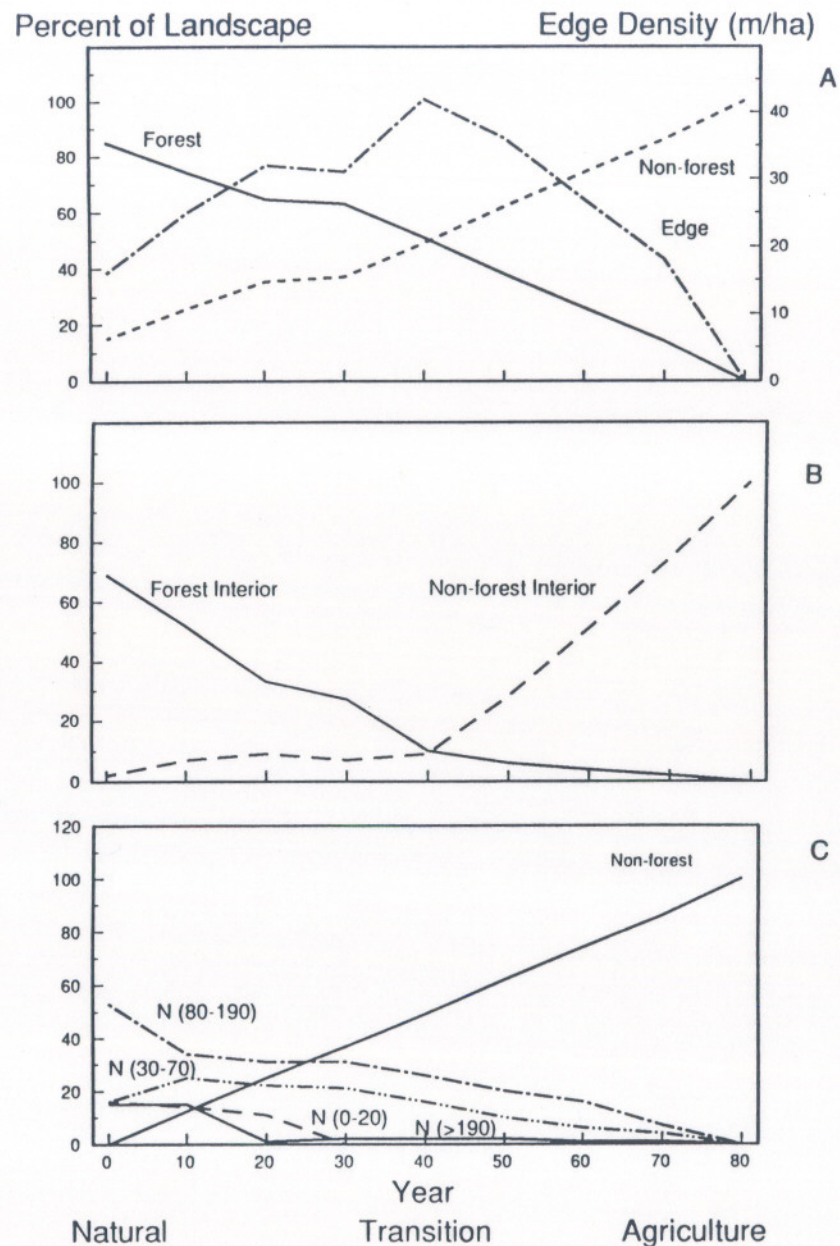 Percent of Landscape Edge Density (m/ha)
A
100
80
60
40
20
0
40
30
20
10
0
Forest
Non-forest
Edge
B
100
80
60
40
20
0
Forest Interior
Non-forest Interior
C
120
100
80
60
40
20
0
Non-forest
N (80-190)
N (30-70)
N (0-20)
N (>190)
0 10 20 30 40 50 60 70 80
Year
Natural Transition Agriculture